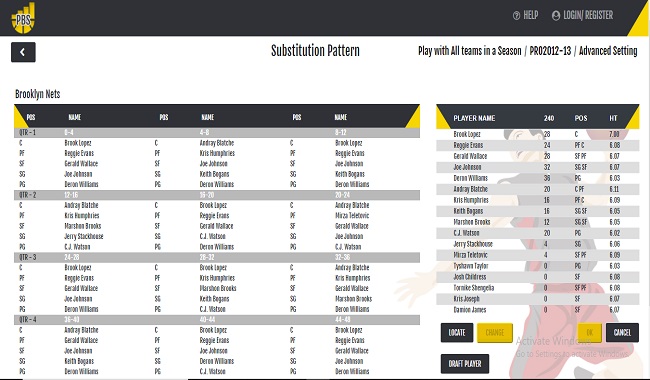 PBS
HELP LOGIN/ REGISTER
Substitution Pattern
Play with All teams in a Season / PRO2012-13 / Advanced Setting
Brooklyn Nets
POS NAME POS NAME POS NAME
QTR - 1 0-4 4-8 8-12
C Brook Lopez C Andray Blatche C Brook Lopez
PF Reggie Evans PF Kris Humphries PF Reggie Evans
SF Gerald Wallace SF Joe Johnson SF Joe Johnson
SG Joe Johnson SG Keith Bogans SG Keith Bogans
PG Deron Williams PG Deron Williams PG Deron Williams
QTR - 2 12-16 16-20 20-24
C Andray Blatche C Brook Lopez C Andray Blatche
PF Kris Humphries PF Reggie Evans PF Mirza Teletovic
SF Marshon Brooks SF Gerald Wallace SF Gerald Wallace
SG Jerry Stackhouse SG C.J. Watson SG Joe Johnson
PG C.J. Watson PG Deron Williams PG C.J. Watson
QTR - 3 24-28 28-32 32-36
C Brook Lopez C Brook Lopez C Andray Blatche
PF Reggie Evans PF Reggie Evans PF Kris Humphries
SF Gerald Wallace SF Marshon Brooks SF Gerald Wallace
SG Joe Johnson SG Keith Bogans SG Marshon Brooks
PG Deron Williams PG C.J. Watson PG Deron Williams
QTR - 4 36-40 40-44 44-48
C Andray Blatche C Brook Lopez C Brook Lopez
PF Reggie Evans PF Gerald Wallace PF Gerald Wallace
SF Joe Johnson SF Joe Johnson SF Joe Johnson
SG Keith Bogans SG C.J. Watson SG C.J. Watson
PG Deron Williams PG Deron Williams PG Deron Williams
PLAYER NAME 240 POS HT
Brook Lopez 28 C 7.00
Reggie Evans 24 PF C 6.08
Gerald Wallace 28 SF PF 6.07
Joe Johnson 32 SG SF 6.07
Deron Williams 36 PG 6.03
Andray Blatche 20 C PF 6.11
Kris Humphries 16 PF C 6.09
Keith Bogans 16 SG SF 6.05
Marshon Brooks 12 SG SF 6.05
C.J. Watson 20 PG 6.02
Jerry Stackhouse 4 SG 6.06
Mirza Teletovic 4 SF PF 6.09
Tyshawn Taylor 0 PG 6.03
Josh Childress 0 SF 6.08
Tornike Shengelia 0 SF PF 6.08
Kris Joseph 0 SF 6.07
Damion James 0 SF 6.07
LOCATE CHANGE OK CANCEL
DRAFT PLAYER
Activate Windows
Go to Settings to activate Windows.